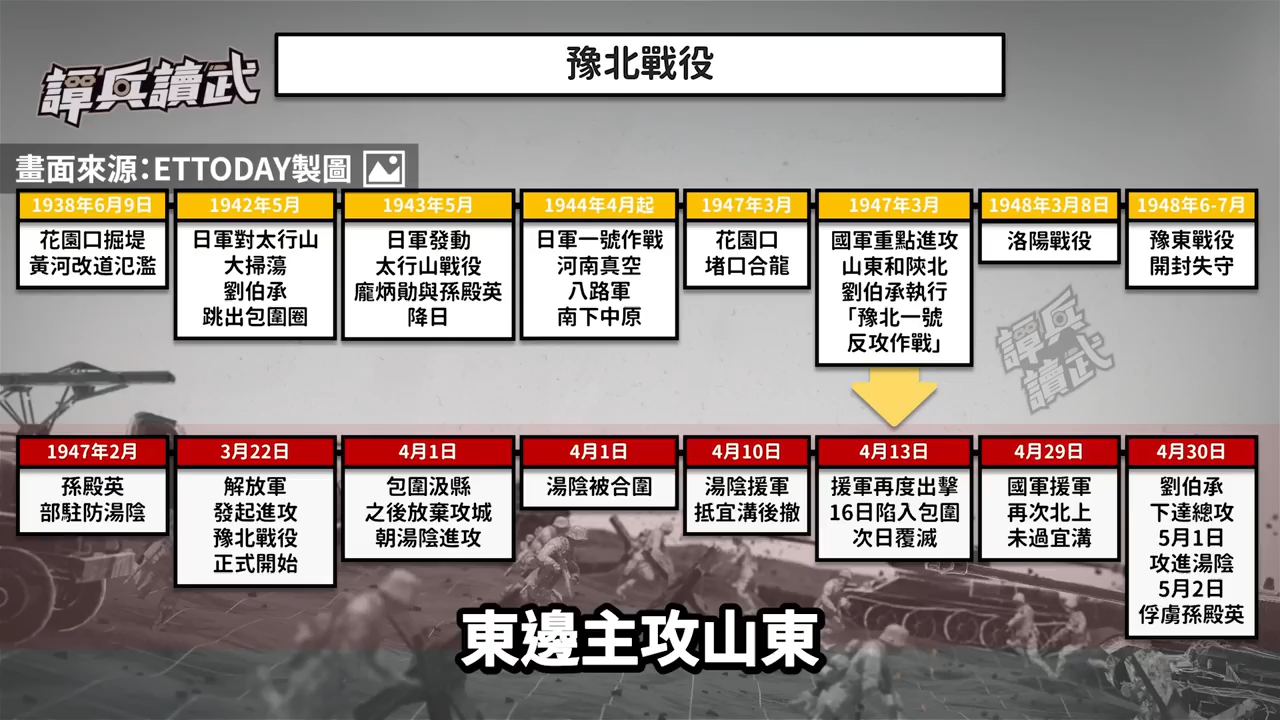 豫北戰役
譚兵讀武
畫面來源：ETTODAY製圖
1938年6月9日
花園口掘堤
黃河改道氾濫
1942年5月
日軍對太行山
大掃蕩
劉伯承
跳出包圍圈
1943年5月
日軍發動
太行山戰役
龐炳勛與孫殿英
降日
1944年4月起
日軍一號作戰
河南真空
八路軍
南下中原
1947年3月
花園口
堵口合龍
1947年3月
國軍重點進攻
山東和陝北
劉伯承執行
「豫北一號
反攻作戰」
1948年3月8日
洛陽戰役
1948年6-7月
豫東戰役
開封失守
譚兵
讀武
1947年2月
孫殿英
部駐防湯陰
3月22日
解放軍
發起進攻
豫北戰役
正式開始
4月1日
包圍汲縣
之後放棄攻城
朝湯陰進攻
4月1日
湯陰被合圍
4月10日
湯陰援軍
抵宜溝後撤
4月13日
援軍再度出擊
16日陷入包圍
次日覆滅
4月29日
國軍援軍
再次北上
未過宜溝
4月30日
劉伯承
下達總攻
5月1日
攻進湯陰
5月2日
俘虜孫殿英
東邊主攻山東